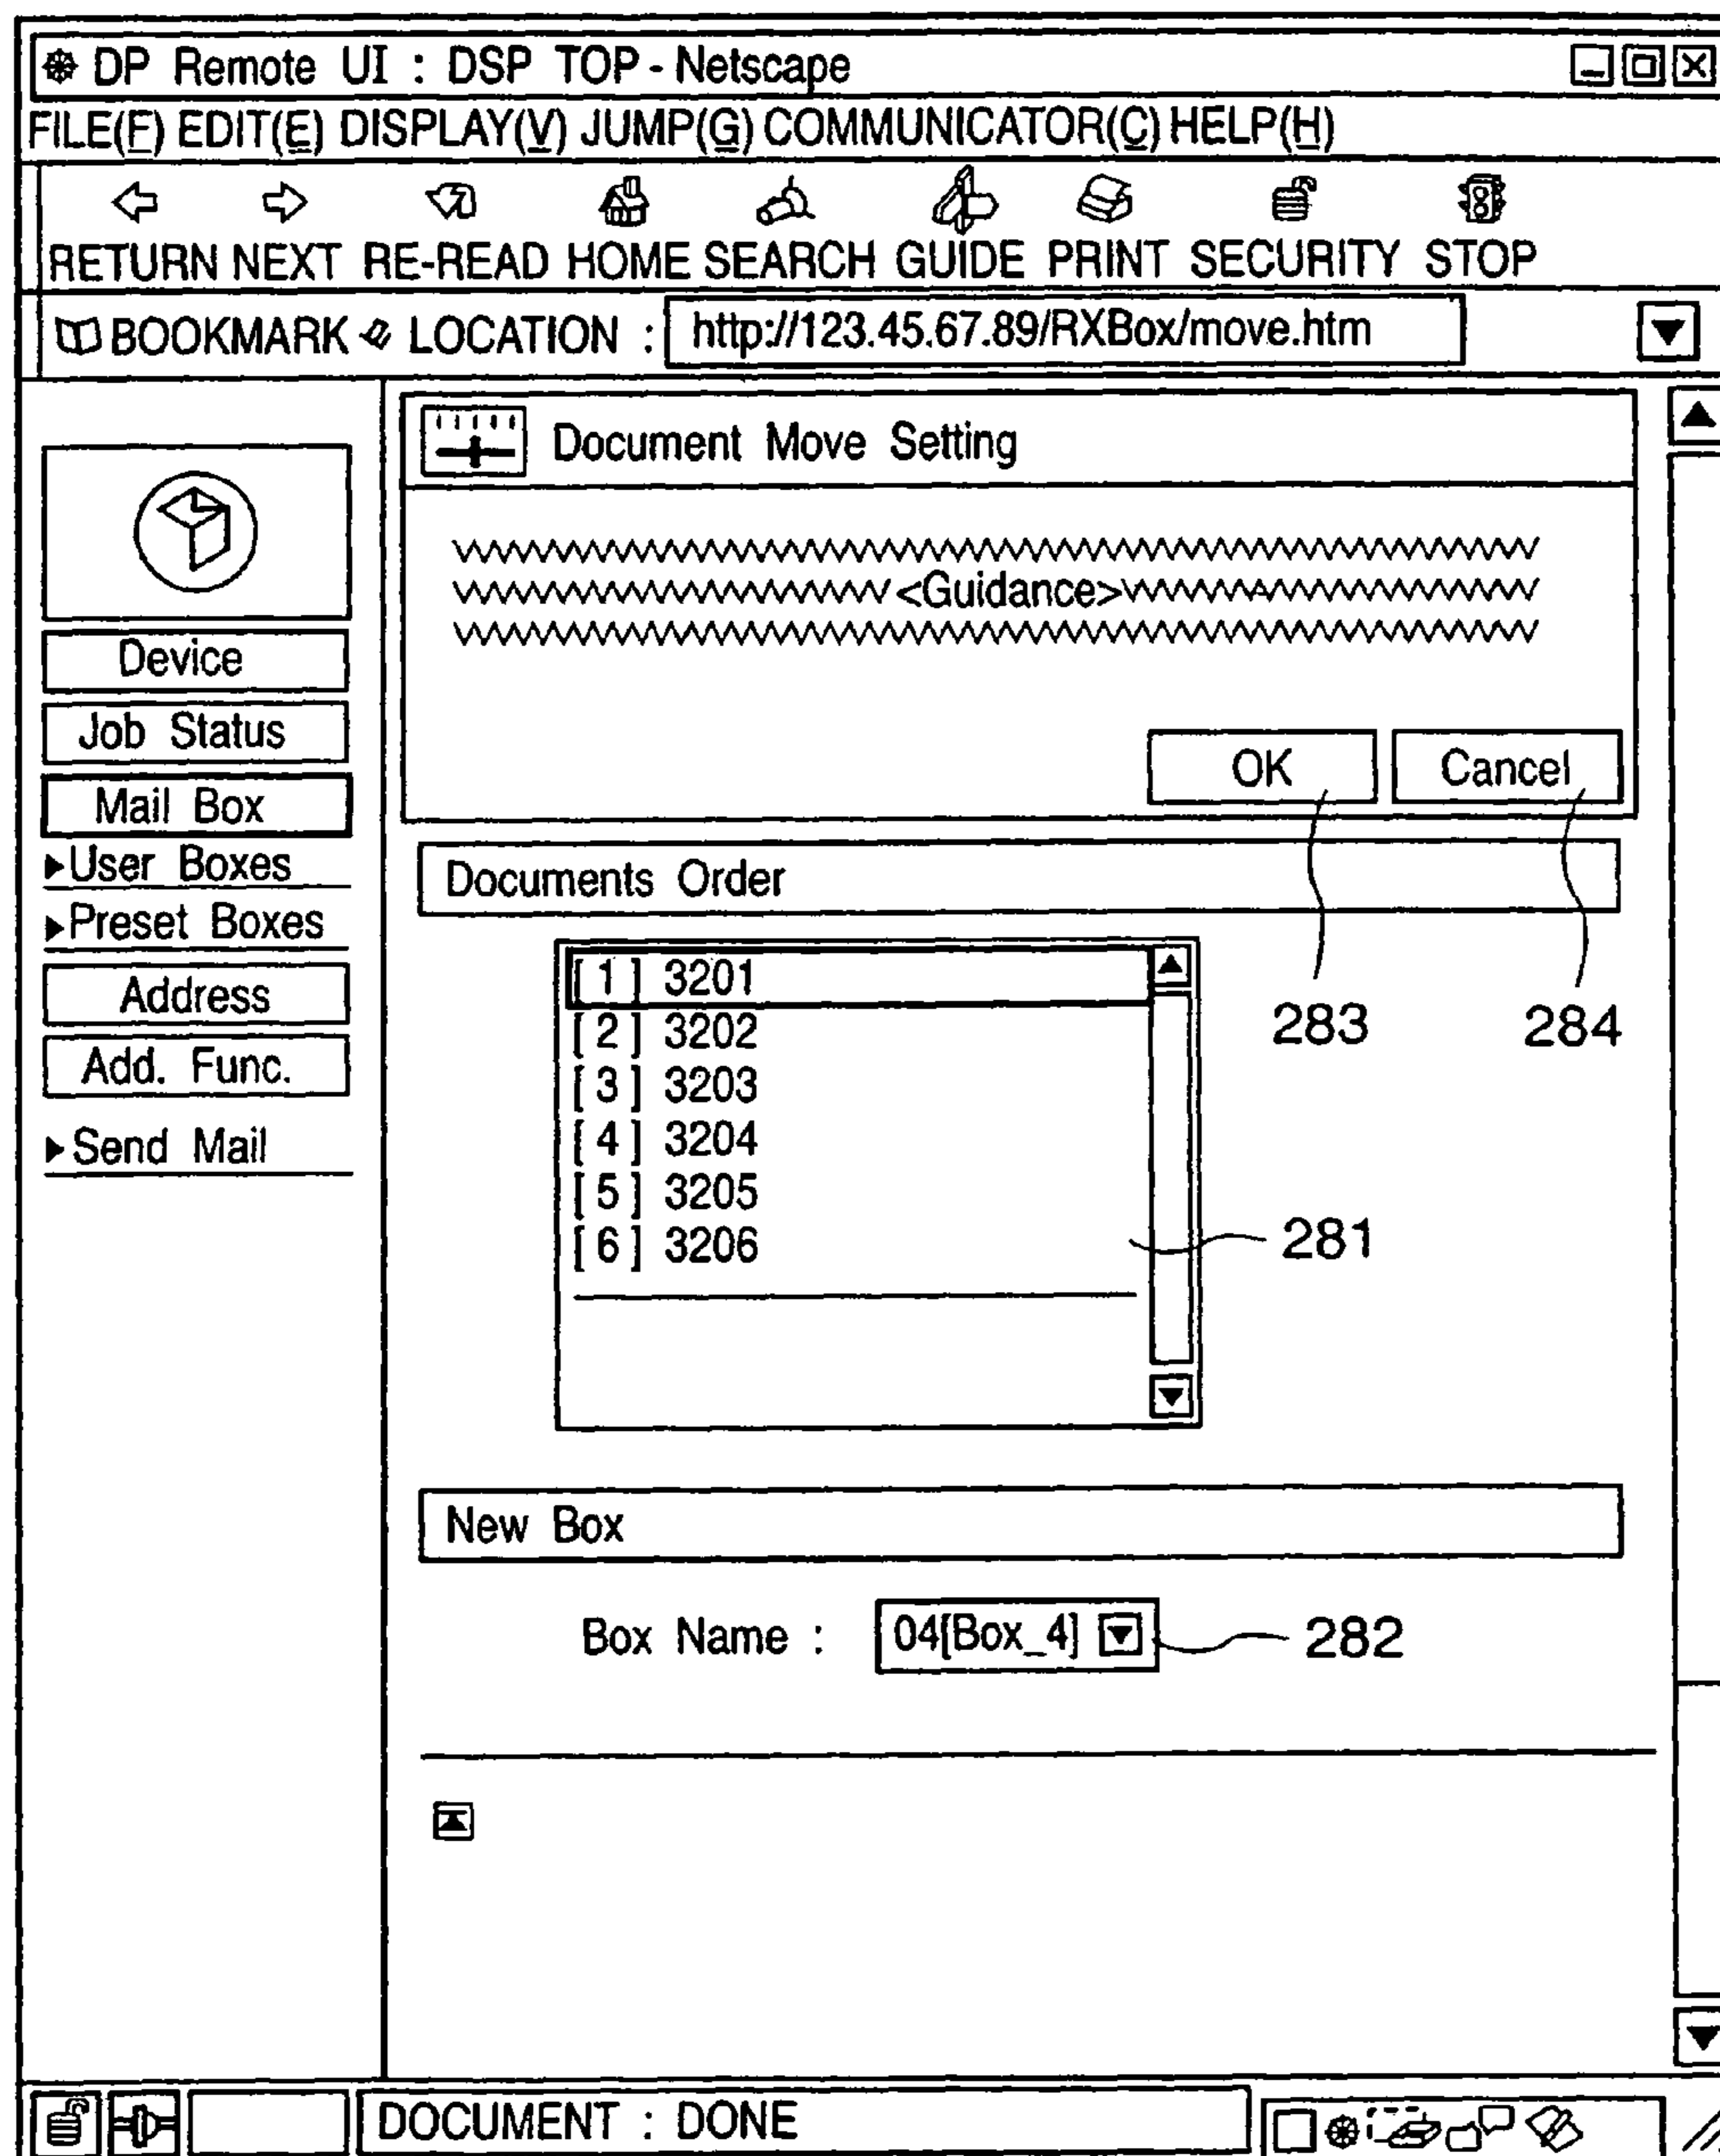 DP Remote UI : DSP TOP - Netscape
FILE(F) EDIT(E) DISPLAY(V) JUMP(G) COMMUNICATOR(C) HELP(H)
RETURN NEXT RE-READ HOME SEARCH GUIDE PRINT SECURITY STOP
BOOKMARK LOCATION : http://123.45.67.89/RXBox/move.htm
Document Move Setting
<Guidance>
OK Cancel
283 284
Device
Job Status
Mail Box
▶User Boxes
▶Preset Boxes
Address
Add. Func.
▶Send Mail
Documents Order
[ 1 ] 3201
[ 2 ] 3202
[ 3 ] 3203
[ 4 ] 3204
[ 5 ] 3205
[ 6 ] 3206
281
New Box
Box Name : 04[Box_4] 282
DOCUMENT : DONE